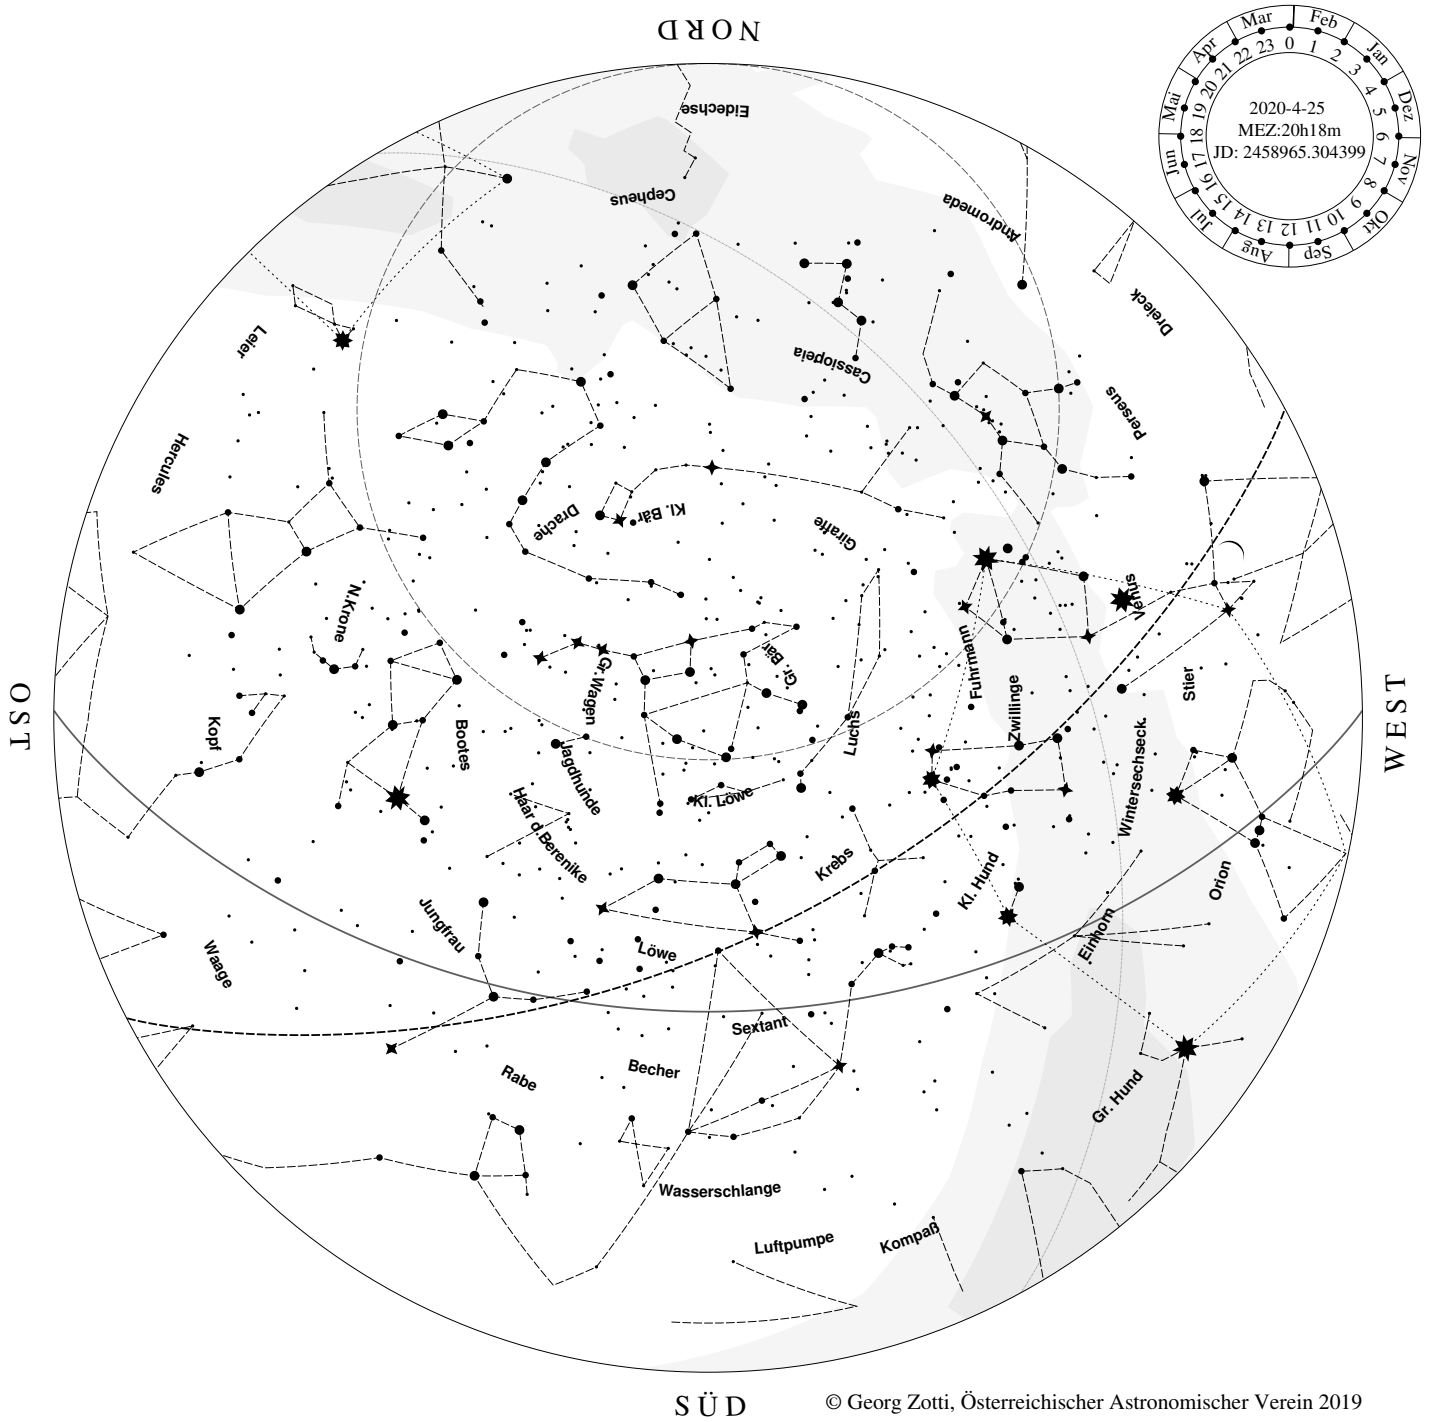 NORD
Mar
Feb
Apr
Jan
Mai
Dez
Jun
Nov
Jul
Okt
Aug
Sep
0 1 2 3 4 5 6 7 8 9 10 11 12 13 14 15 16 17 18 19 20 21 22 23
2020-4-25
MEZ:20h18m
JD: 2458965.304399
Eidechse
Cepheus
Andromeda
Dreieck
Leier
Cassiopeia
Perseus
Hercules
Kl. Bär
Drache
Giraffe
N.Krone
Venus
Fuhrmann
Gr. Bär
Gr.Wagen
Zwillinge
Stier
OST
WEST
Kopf
Bootes
Luchs
Jagdhunde
Kl. Löwe
Wintersechseck.
Haar d.Berenike
Krebs
Kl. Hund
Orion
Jungfrau
Einhorn
Waage
Löwe
Sextant
Rabe
Becher
Gr. Hund
Wasserschlange
Luftpumpe
Kompaß
SÜD
© Georg Zotti, Österreichischer Astronomischer Verein 2019